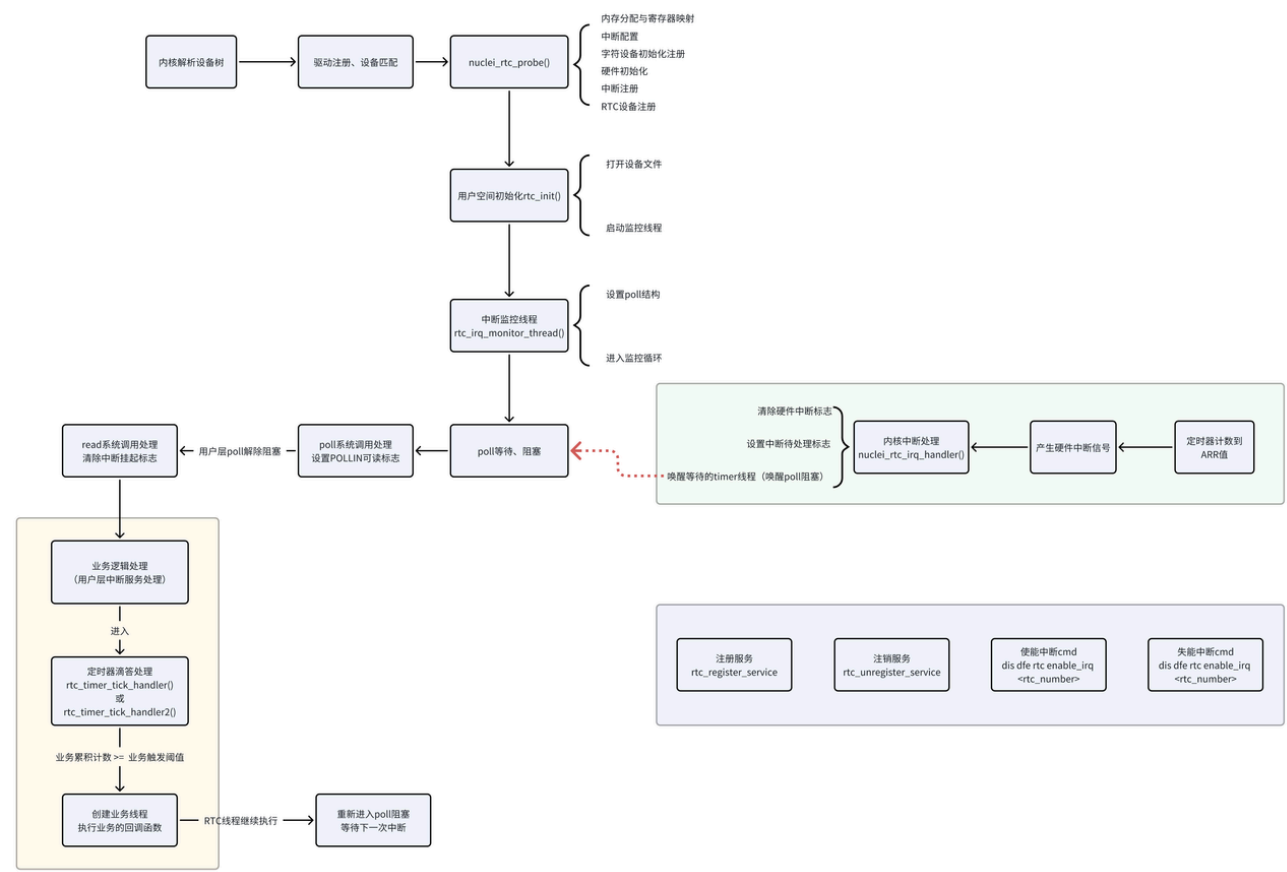 内核解析设备树
驱动注册、设备匹配
nuclei_rtc_probe()
内存分配与寄存器映射
中断配置
字符设备初始化注册
硬件初始化
中断注册
RTC设备注册
用户空间初始化rtc_init()
打开设备文件
启动监控线程
中断监控线程
rtc_irq_monitor_thread()
设置poll结构
进入监控循环
read系统调用处理
清除中断挂起标志
用户层poll解除阻塞
poll系统调用处理
设置POLLIN可读标志
poll等待、阻塞
清除硬件中断标志
设置中断待处理标志
唤醒等待的timer线程（唤醒poll阻塞）
内核中断处理
nuclei_rtc_irq_handler()
产生硬件中断信号
定时器计数到
ARR值
业务逻辑处理
（用户层中断服务处理）
进入
定时器滴答处理
rtc_timer_tick_handler()
或
rtc_timer_tick_handler2()
业务累积计数 >= 业务触发阈值
创建业务线程
执行业务的回调函数
RTC线程继续执行
重新进入poll阻塞
等待下一次中断
注册服务
rtc_register_service
注销服务
rtc_unregister_service
使能中断cmd
dis dfe rtc enable_irq
<rtc_number>
失能中断cmd
dis dfe rtc enable_irq
<rtc_number>